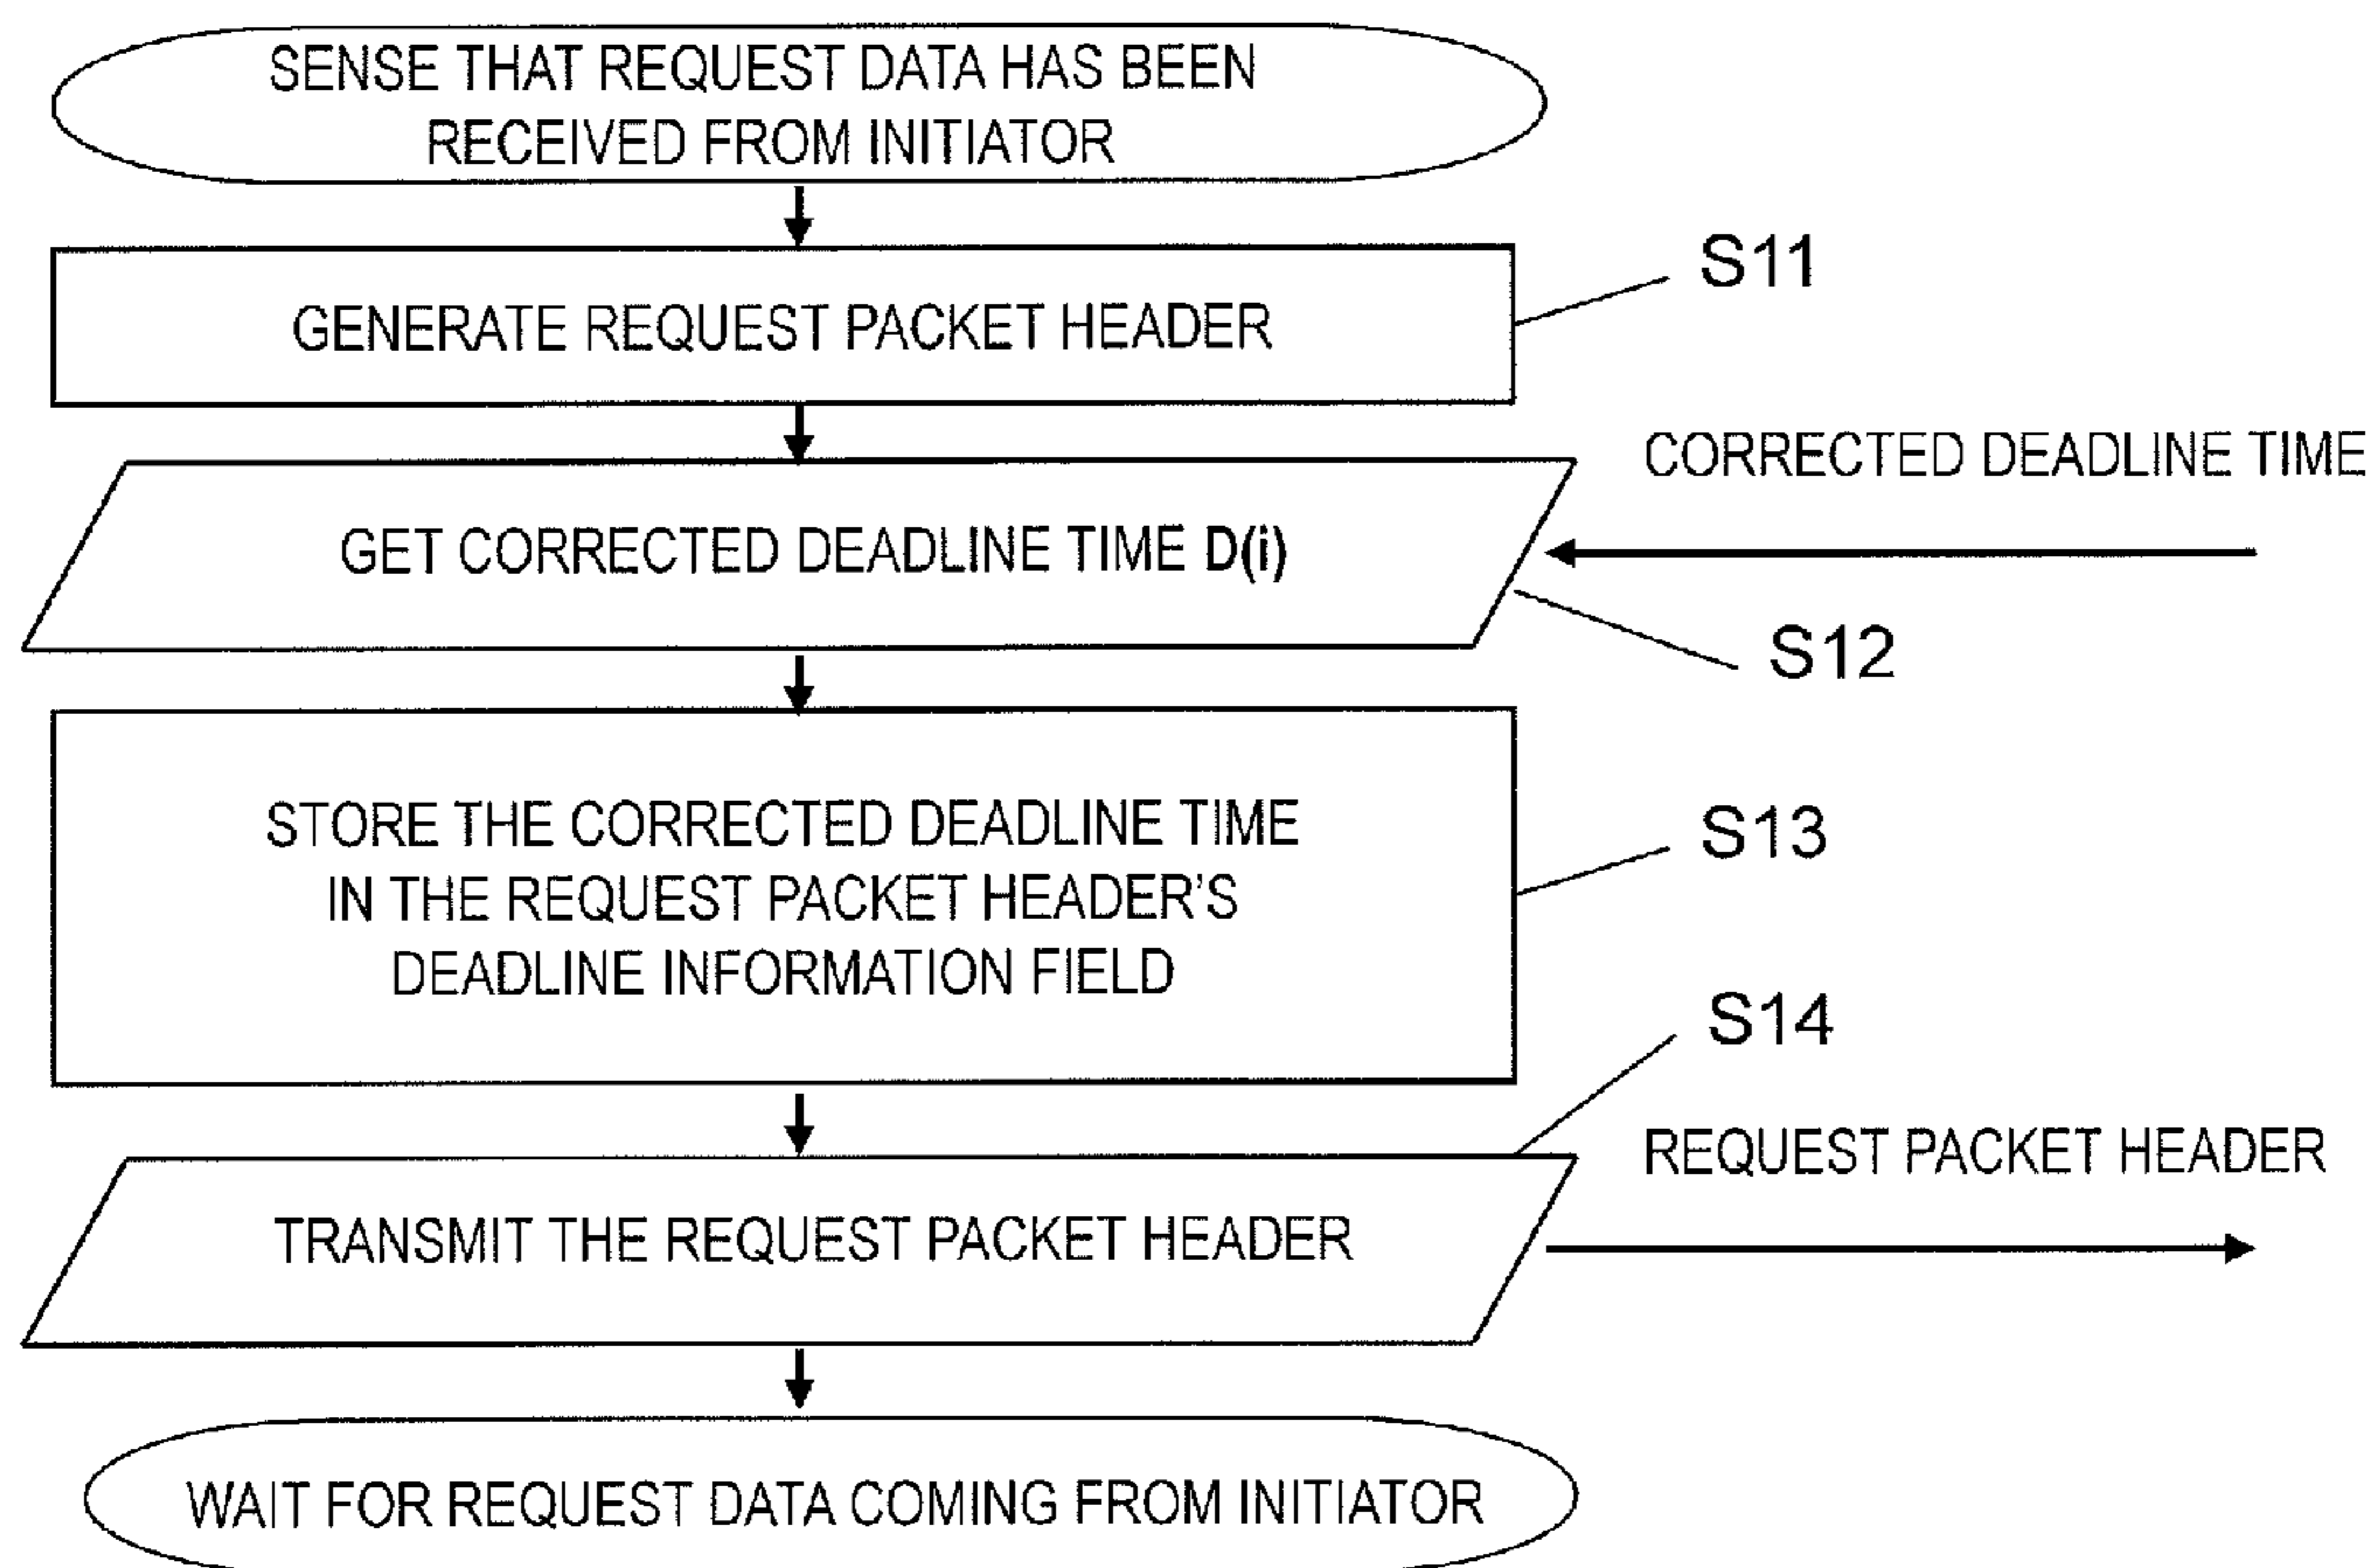 SENSE THAT REQUEST DATA HAS BEEN
RECEIVED FROM INITIATOR
S11
GENERATE REQUEST PACKET HEADER
CORRECTED DEADLINE TIME
GET CORRECTED DEADLINE TIME D(i)
S12
STORE THE CORRECTED DEADLINE TIME
IN THE REQUEST PACKET HEADER'S
DEADLINE INFORMATION FIELD
S13
S14
REQUEST PACKET HEADER
TRANSMIT THE REQUEST PACKET HEADER
WAIT FOR REQUEST DATA COMING FROM INITIATOR